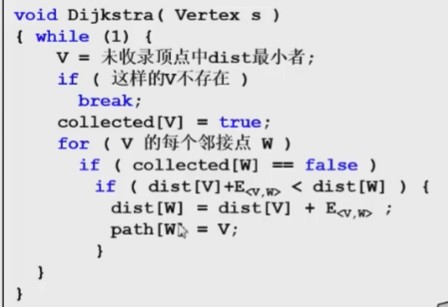 void Dijkstra( Vertex s )
{ while (1) {
V = 未收录顶点中dist最小者;
if ( 这样的V不存在 )
break;
collected[V] = true;
for ( V 的每个邻接点 W )
if ( collected[W] == false )
if ( dist[V]+E<V,W> < dist[W] ) {
dist[W] = dist[V] + E<V,W> ;
path[W] = V;
}
}
}